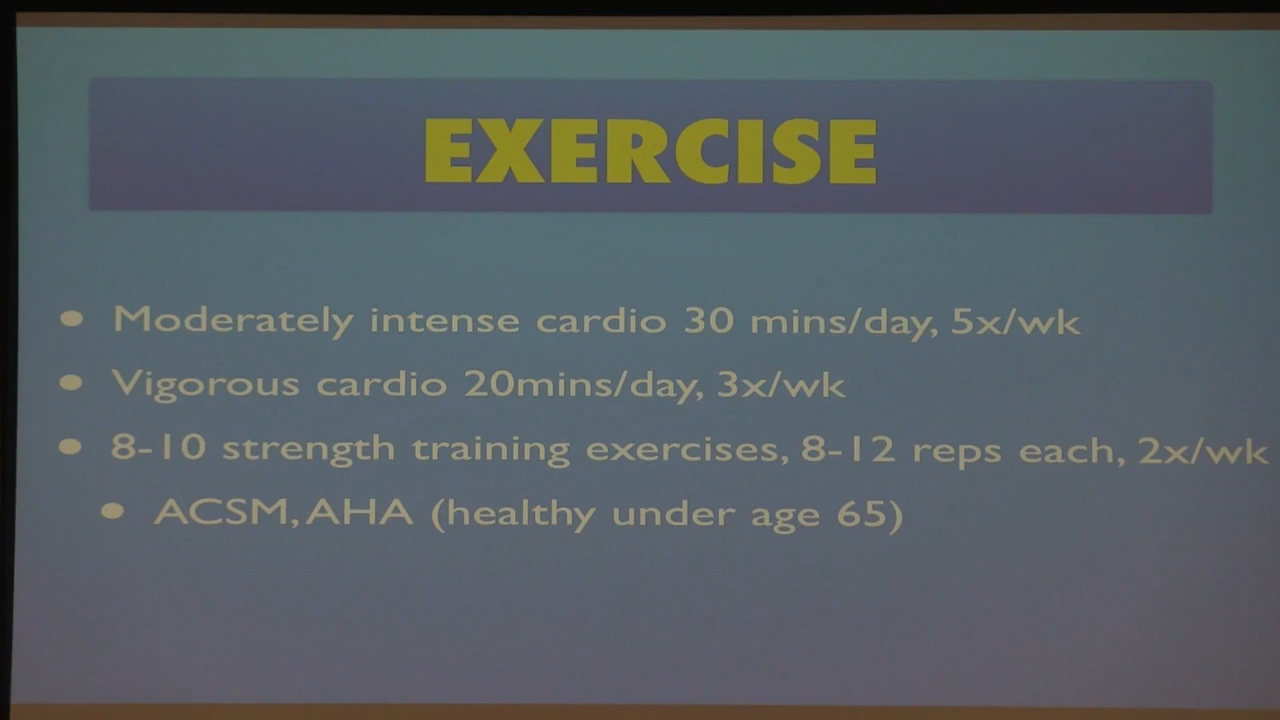 EXERCISE
• Moderately intense cardio 30 mins/day, 5x/wk
• Vigorous cardio 20mins/day, 3x/wk
• 8-10 strength training exercises, 8-12 reps each, 2x/wk
• ACSM, AHA (healthy under age 65)